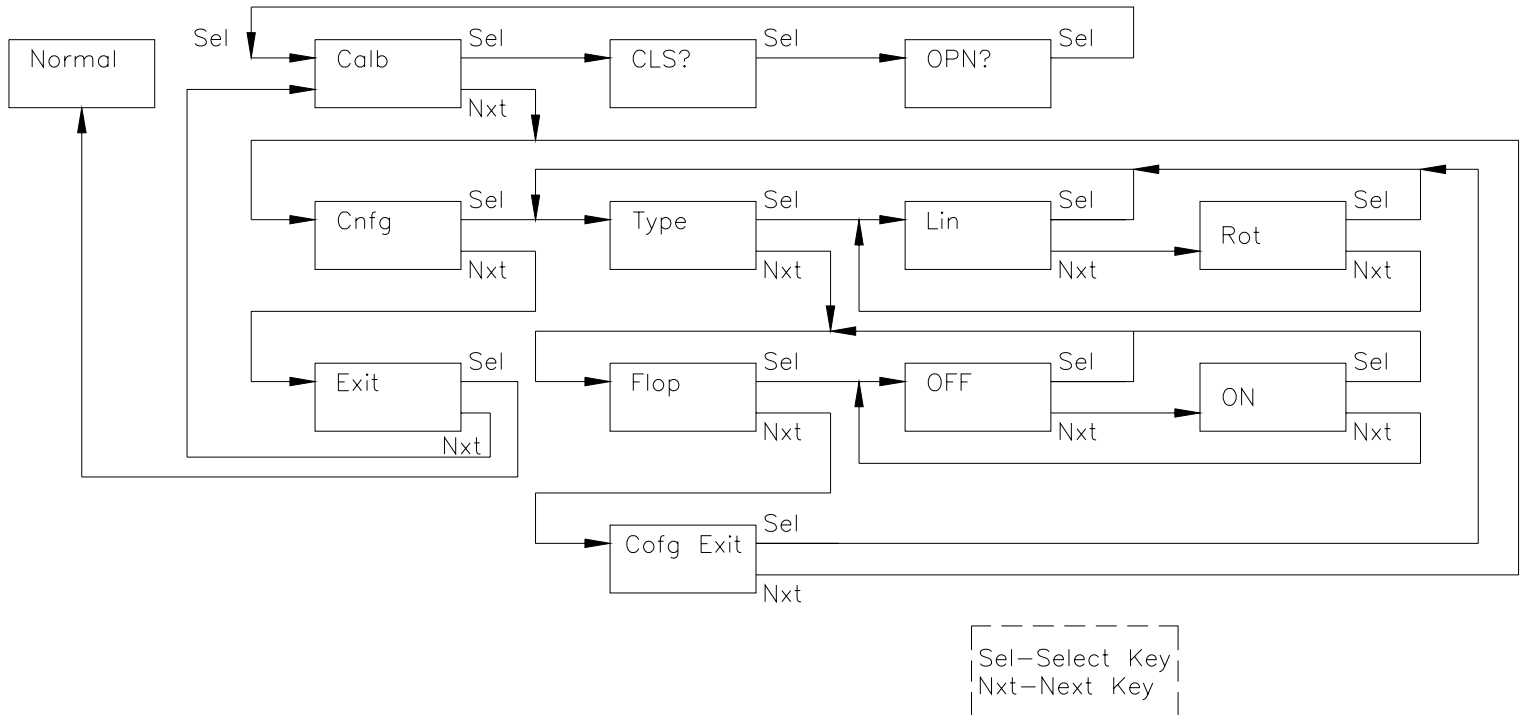 Sel
Normal
Calb
Sel
CLS?
Sel
OPN?
Sel
Nxt
Cnfg
Sel
Type
Sel
Lin
Sel
Rot
Sel
Nxt
Nxt
Nxt
Nxt
Exit
Sel
Flop
Sel
OFF
Sel
ON
Sel
Nxt
Nxt
Nxt
Nxt
Cofg Exit
Sel
Nxt
Sel-Select Key
Nxt-Next Key